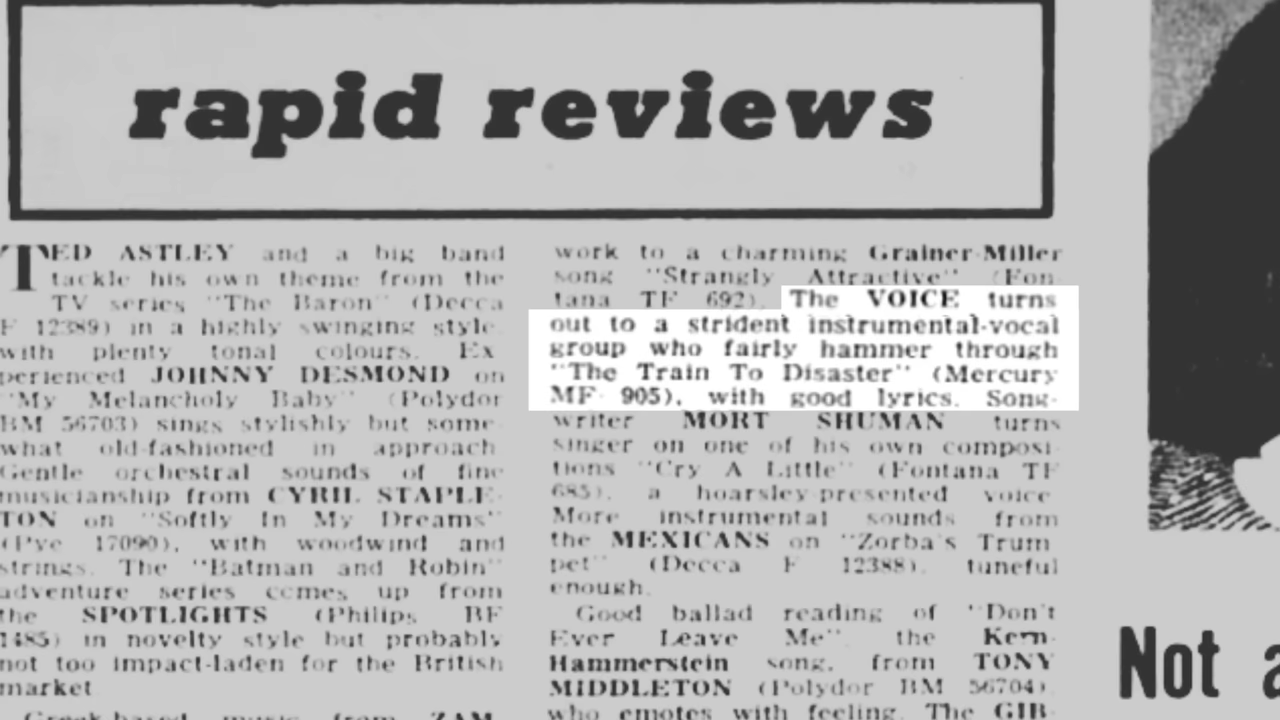 rapid reviews
TED ASTLEY and a big band
tackle his own theme from the
TV series "The Baron" (Decca
F 12389) in a highly swinging style
with plenty tonal colours. Ex-
perienced JOHNNY DESMOND on
"My Melancholy Baby" (Polydor
BM 56703) sings stylishly but some-
what old-fashioned in approach.
Gentle orchestral sounds of fine
musicianship from CYRIL STAPLE-
TON on "Softly In My Dreams"
(Pye 17090), with woodwind and
strings. The "Batman and Robin"
adventure series comes up from
the SPOTLIGHTS (Philips BF
1485) in novelty style but probably
not too impact-laden for the British
market.
Greek-based music from ZAM-
work to a charming Grainer-Miller
song "Strangly Attractive" (Fon-
tana TF 692). The VOICE turns
out to a strident instrumental-vocal
group who fairly hammer through
"The Train To Disaster" (Mercury
MF 905), with good lyrics. Song-
writer MORT SHUMAN turns
singer on one of his own composi-
tions "Cry A Little" (Fontana TF
685), a hoarsley-presented voice.
More instrumental sounds from
the MEXICANS on "Zorba's Trum-
pet" (Decca F 12388), tuneful
enough.
Good ballad reading of "Don't
Ever Leave Me" the Kern-
Hammerstein song, from TONY
MIDDLETON (Polydor BM 56704),
who emotes with feeling. The GIB-
Not a